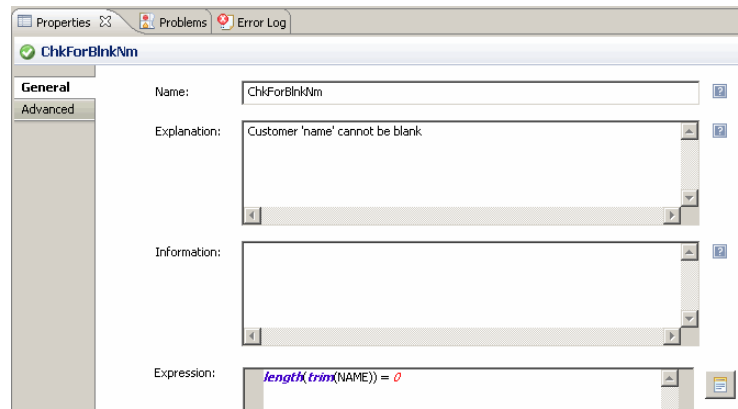 Properties Problems Error Log
ChkForBlnkNm
General
Advanced
Name: ChkForBlnkNm
Explanation: Customer 'name' cannot be blank
Information:
Expression: length(trim(NAME)) = 0